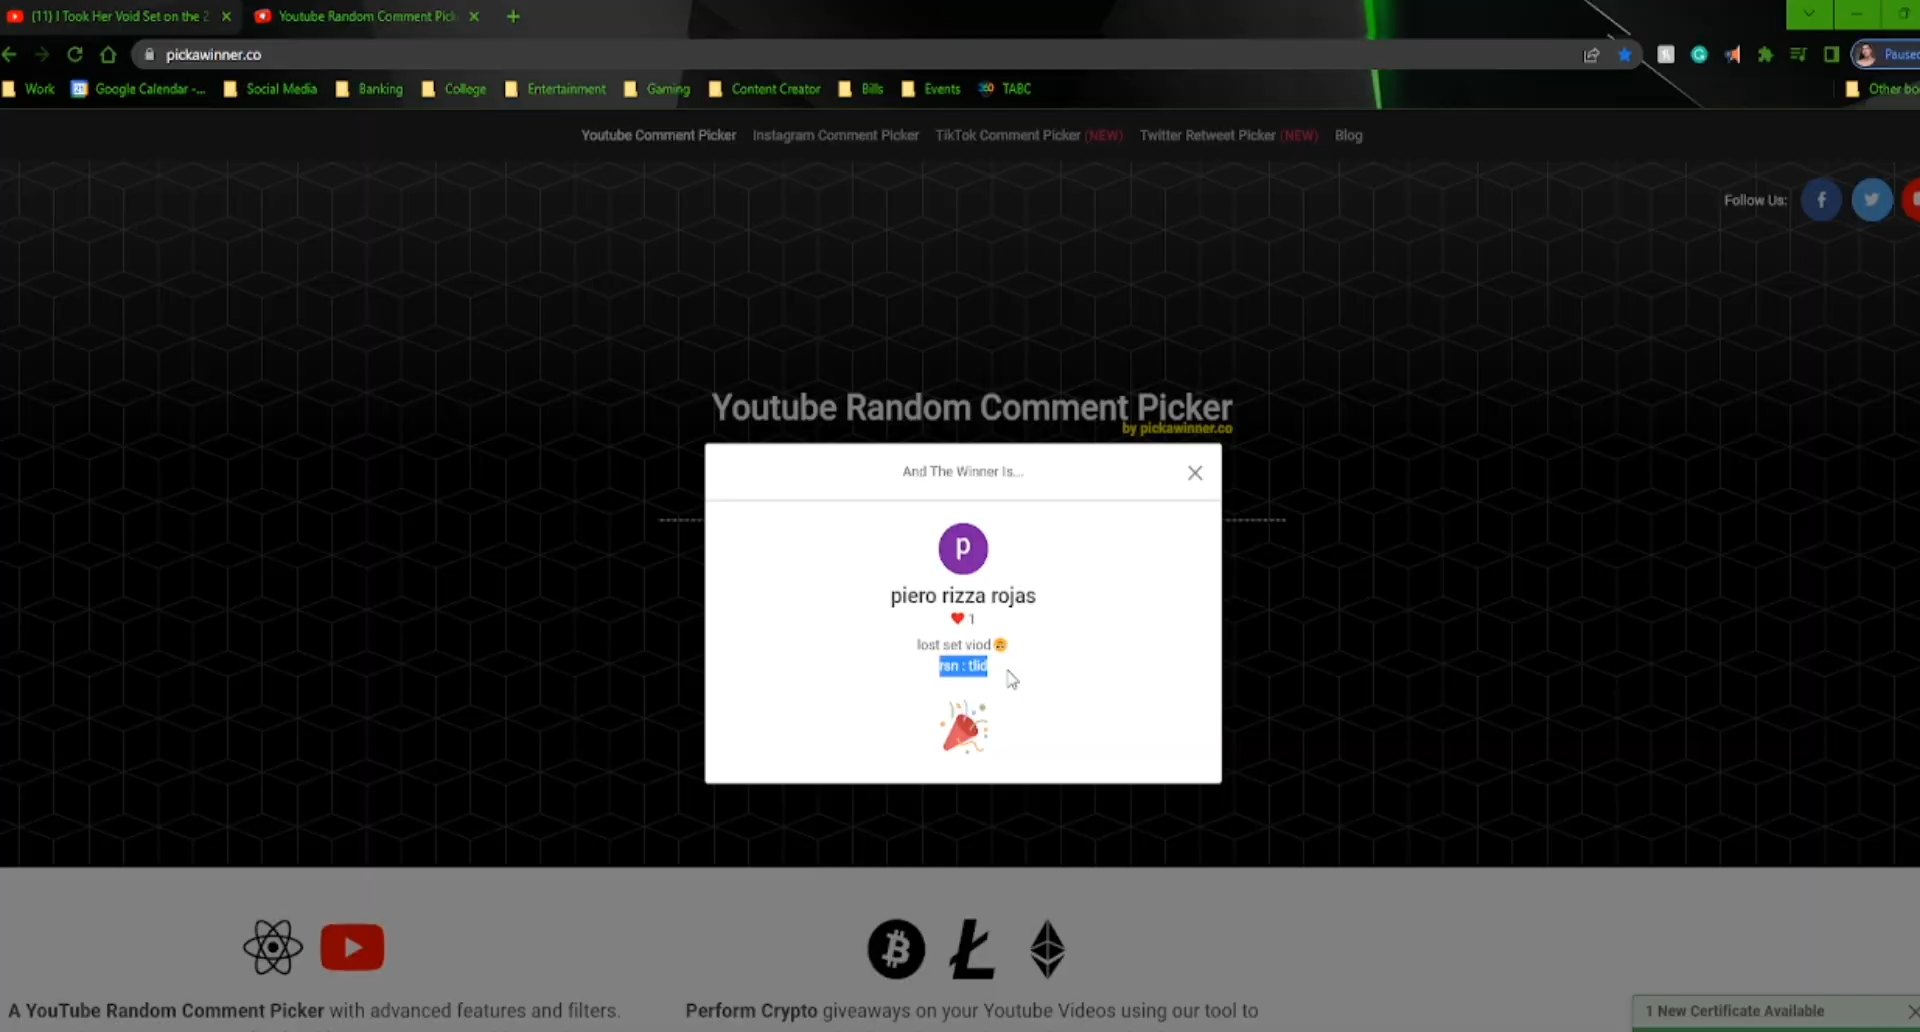 (11) I Took Her Void Set on the 2
Youtube Random Comment Pick
pickawinner.co
Paused
Work
Google Calendar -...
Social Media
Banking
College
Entertainment
Gaming
Content Creator
Bills
Events
TABC
Other bo
Youtube Comment Picker
Instagram Comment Picker
TikTok Comment Picker (NEW)
Twitter Retweet Picker (NEW)
Blog
Follow Us:
Youtube Random Comment Picker
by pickawinner.co
And The Winner Is...
p
piero rizza rojas
1
lost set viod🙃
rsn : tlid
A YouTube Random Comment Picker with advanced features and filters.
Perform Crypto giveaways on your Youtube Videos using our tool to
1 New Certificate Available